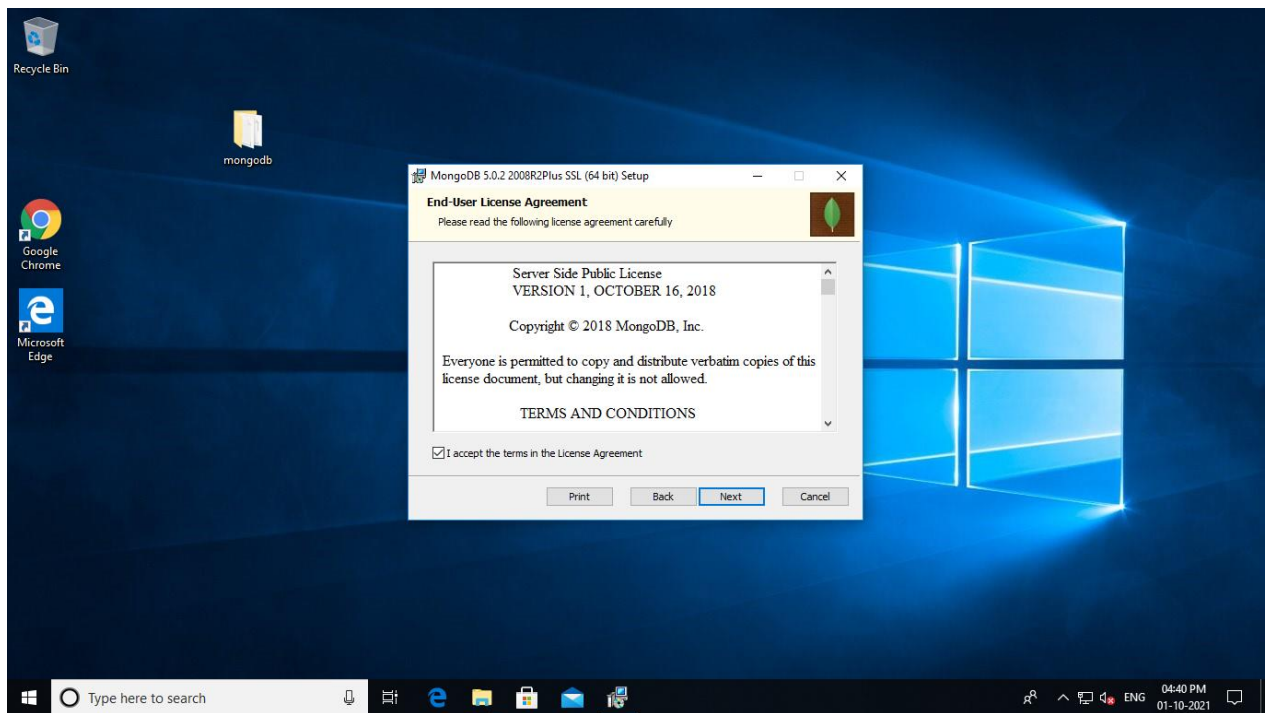 Recycle Bin
mongodb
Google
Chrome
Microsoft
Edge
MongoDB 5.0.2 2008R2Plus SSL (64 bit) Setup
End-User License Agreement
Please read the following license agreement carefully
Server Side Public License
VERSION 1, OCTOBER 16, 2018
Copyright © 2018 MongoDB, Inc.
Everyone is permitted to copy and distribute verbatim copies of this
license document, but changing it is not allowed.
TERMS AND CONDITIONS
I accept the terms in the License Agreement
Print Back Next Cancel
Type here to search
ENG
04:40 PM
01-10-2021